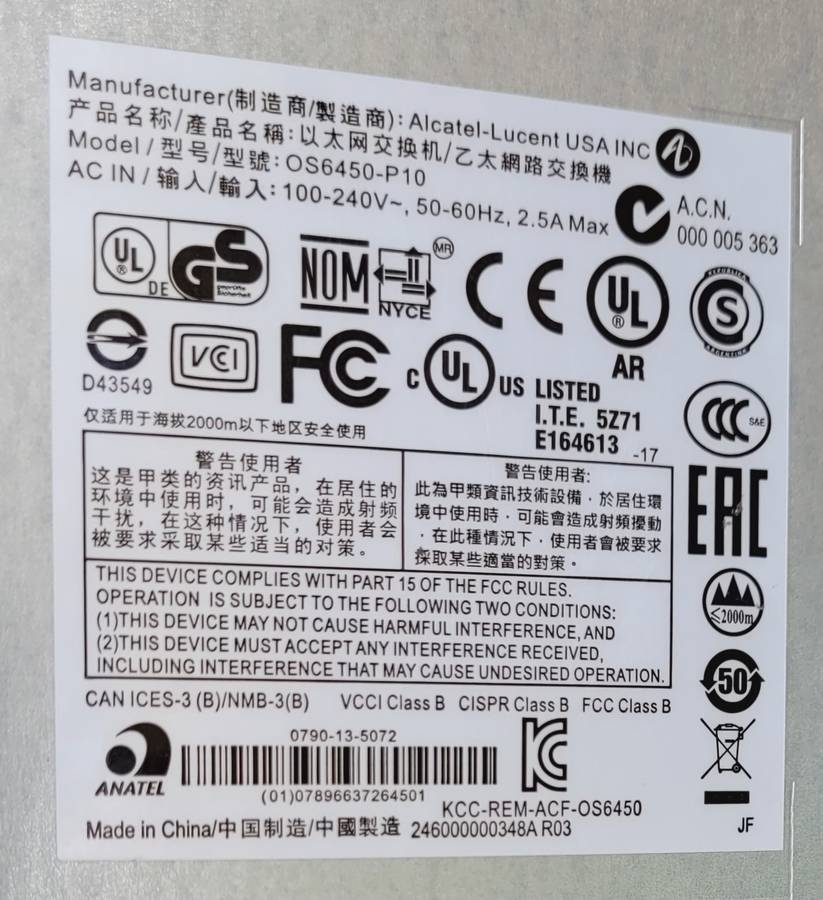 Manufacturer(制造商/製造商): Alcatel-Lucent USA INC
产品名称/產品名稱: 以太网交换机/乙太網路交換機
Model / 型号/型號: OS6450-P10
AC IN / 输入/輸入: 100-240V~, 50-60Hz, 2.5A Max
A.C.N.
000 005 363
UL
®
DE
GS
geprüfte
Sicherheit
NOM
NYCE
MR
CE
UL
®
AR
REPUBLICA
S
ARGENTINA
D43549
VCI
FC
c UL US LISTED
®
I.T.E. 5Z71
E164613 -17
CCC S&E
仅适用于海拔2000m以下地区安全使用
警告使用者
这是甲类的资讯产品，在居住的
环境中使用时，可能会造成射频
干扰，在这种情况下，使用者会
被要求采取某些适当的对策。
警告使用者:
此為甲類資訊技術設備，於居住環
境中使用時，可能會造成射頻擾動
，在此種情況下，使用者會被要求
採取某些適當的對策。
EAC
THIS DEVICE COMPLIES WITH PART 15 OF THE FCC RULES.
OPERATION IS SUBJECT TO THE FOLLOWING TWO CONDITIONS:
(1)THIS DEVICE MAY NOT CAUSE HARMFUL INTERFERENCE, AND
(2)THIS DEVICE MUST ACCEPT ANY INTERFERENCE RECEIVED,
INCLUDING INTERFERENCE THAT MAY CAUSE UNDESIRED OPERATION.
≤2000m
50
CAN ICES-3 (B)/NMB-3(B) VCCI Class B CISPR Class B FCC Class B
ANATEL
0790-13-5072
(01)07896637264501
KCC-REM-ACF-OS6450
Made in China/中国制造/中國製造 246000000348A R03
JF